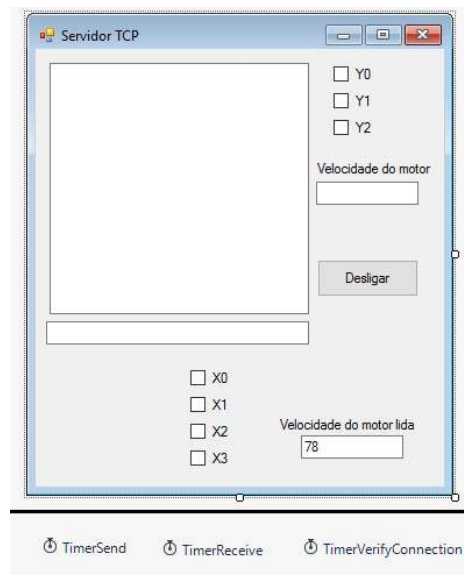 Servidor TCP
Y0
Y1
Y2
Velocidade do motor
Desligar
X0
X1
X2
X3
Velocidade do motor lida
78
TimerSend TimerReceive TimerVerifyConnection